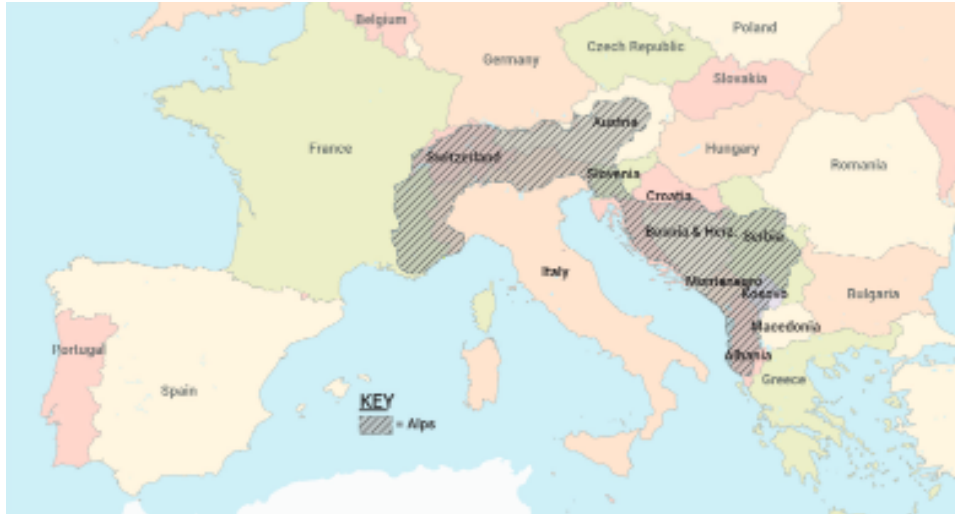 Belgium
Poland
Czech Republic
Germany
Slovakia
Austria
France
Switzerland
Hungary
Romania
Slovenia
Croatia
Bosnia & Herz.
Serbia
Italy
Montenegro
Kosovo
Bulgaria
Macedonia
Portugal
Albania
Spain
Greece
KEY
= Alps